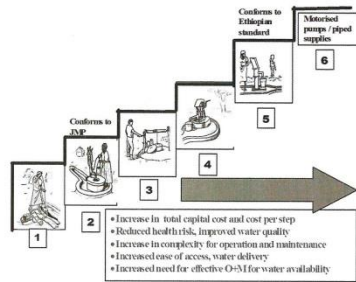 Conforms to
Ethiopian
standard
Motorised
pumps / piped
supplies
6
Conforms to
JMP
5
4
3
2
1
•Increase in total capital cost and cost per step
•Reduced health risk, improved water quality
•Increase in complexity for operation and maintenance
•Increased ease of access, water delivery
•Increased need for effective O+M for water availability